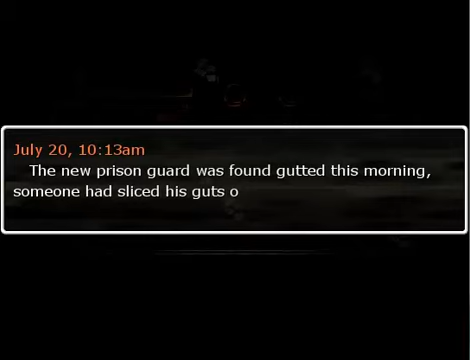 July 20, 10:13am
The new prison guard was found gutted this morning,
someone had sliced his guts o